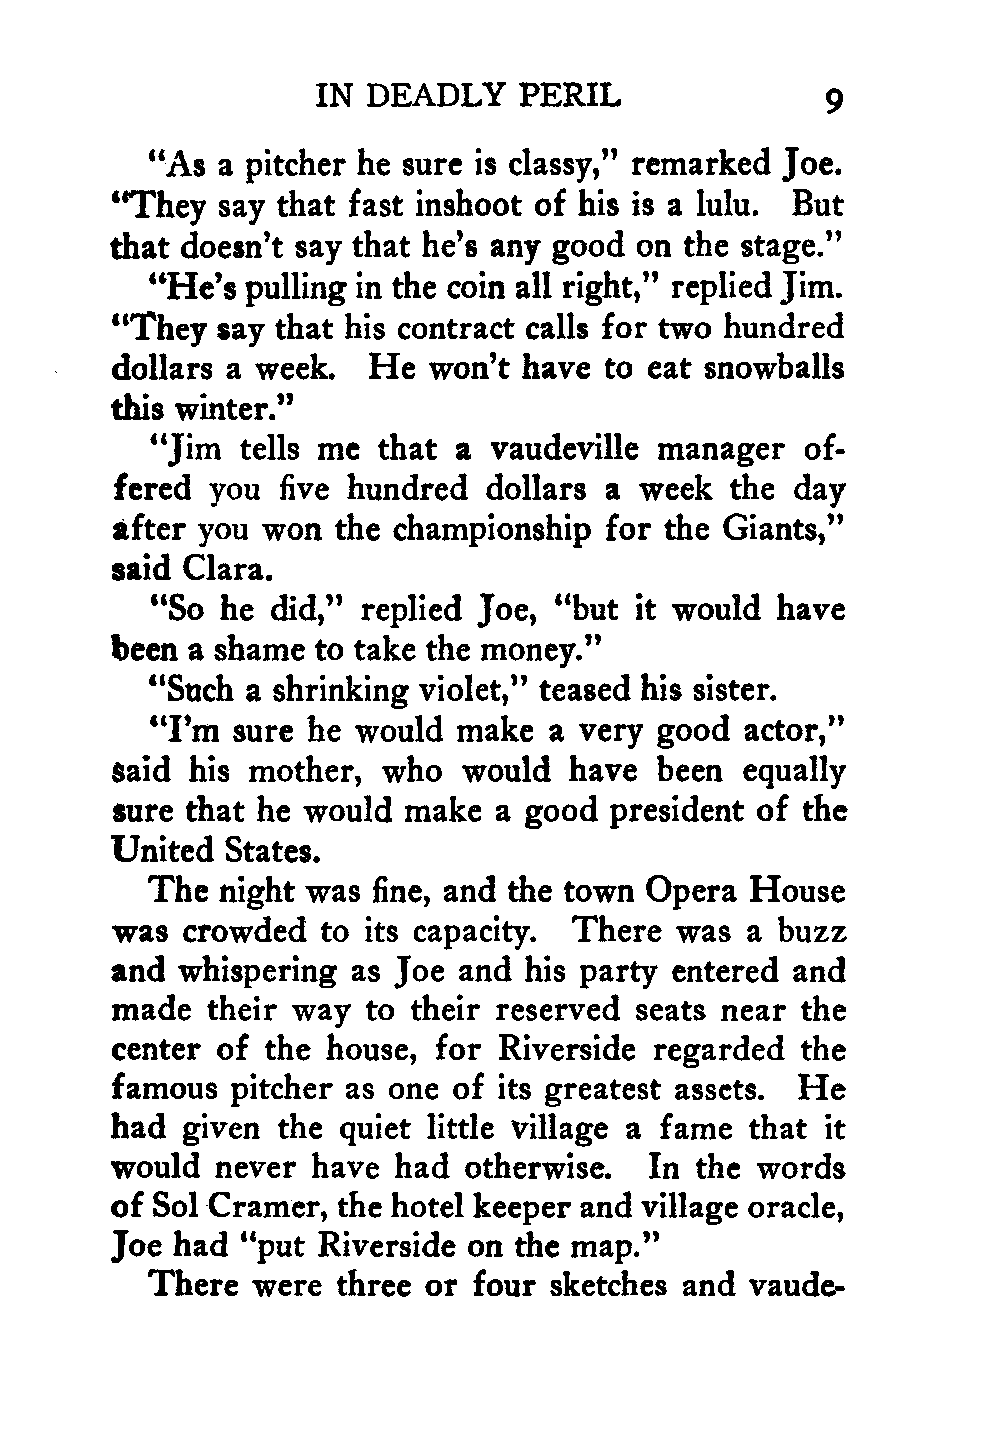 IN DEADLY PERIL 9
"As a pitcher he sure is classy," remarked Joe.
"They say that fast inshoot of his is a lulu. But
that doesn't say that he's any good on the stage."
"He's pulling in the coin all right," replied Jim.
"They say that his contract calls for two hundred
dollars a week. He won't have to eat snowballs
this winter."
"Jim tells me that a vaudeville manager of-
fered you five hundred dollars a week the day
after you won the championship for the Giants,"
said Clara.
"So he did," replied Joe, "but it would have
been a shame to take the money."
"Such a shrinking violet," teased his sister.
"I'm sure he would make a very good actor,"
said his mother, who would have been equally
sure that he would make a good president of the
United States.
The night was fine, and the town Opera House
was crowded to its capacity. There was a buzz
and whispering as Joe and his party entered and
made their way to their reserved seats near the
center of the house, for Riverside regarded the
famous pitcher as one of its greatest assets. He
had given the quiet little village a fame that it
would never have had otherwise. In the words
of Sol Cramer, the hotel keeper and village oracle,
Joe had "put Riverside on the map."
There were three or four sketches and vaude-